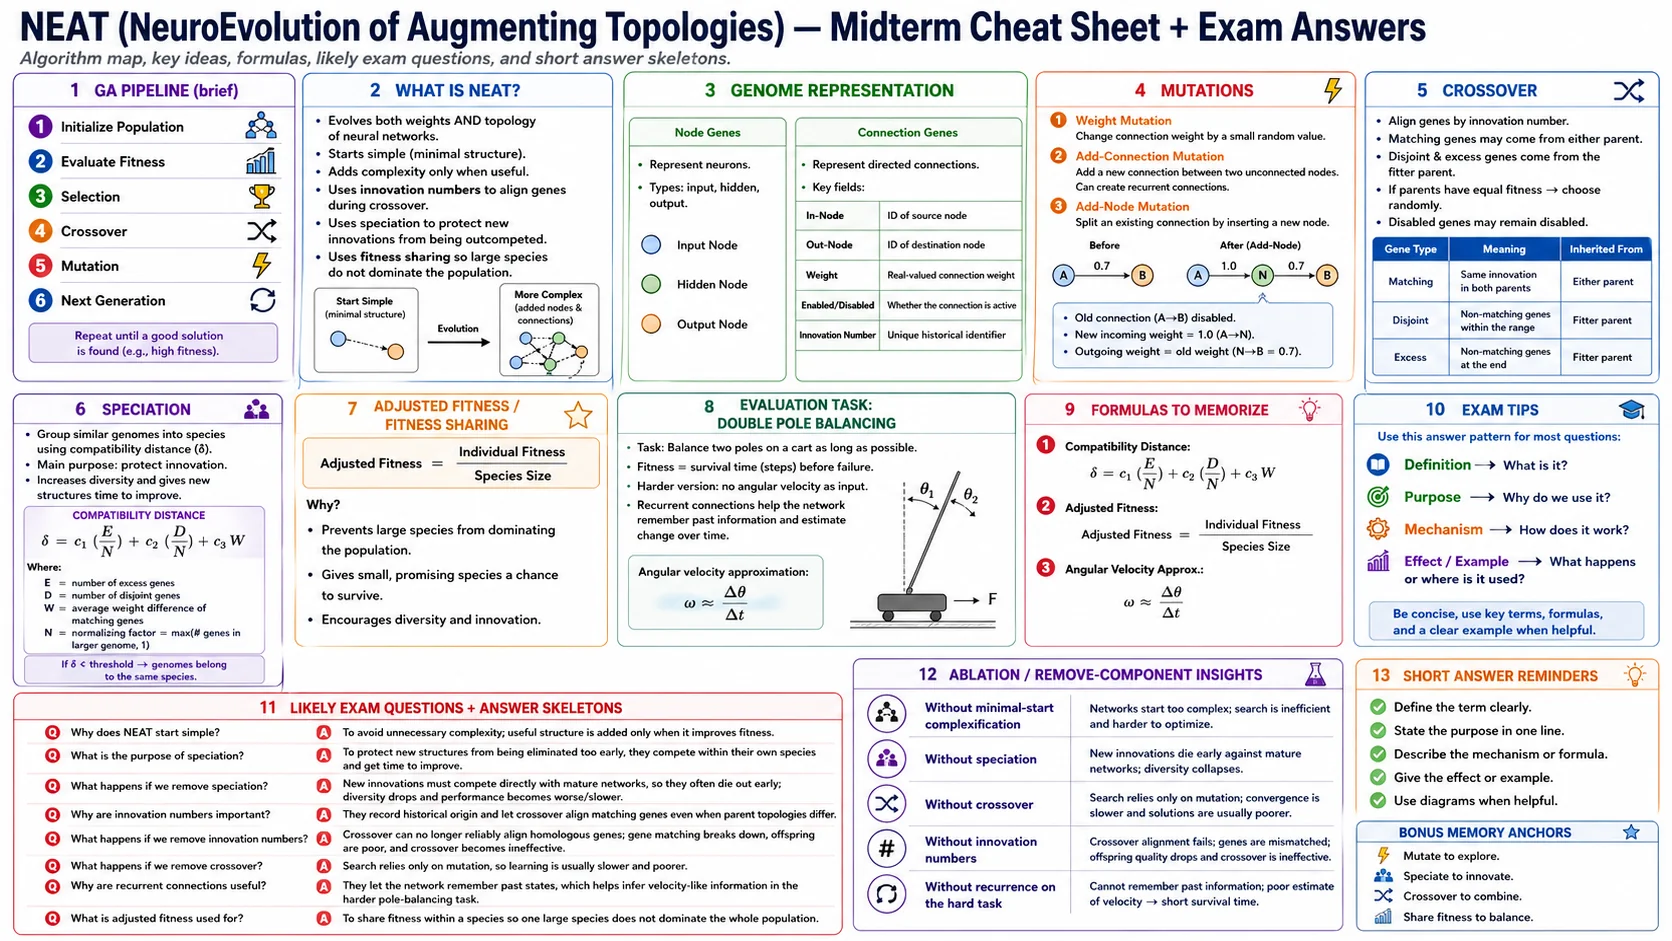 NEAT (NeuroEvolution of Augmenting Topologies) — Midterm Cheat Sheet + Exam Answers
Algorithm map, key ideas, formulas, likely exam questions, and short answer skeletons.
1 GA PIPELINE (brief)
1 Initialize Population
2 Evaluate Fitness
3 Selection
4 Crossover
5 Mutation
6 Next Generation
Repeat until a good solution
is found (e.g., high fitness).
2 WHAT IS NEAT?
• Evolves both weights AND topology
of neural networks.
• Starts simple (minimal structure).
• Adds complexity only when useful.
• Uses innovation numbers to align genes
during crossover.
• Uses speciation to protect new
innovations from being outcompeted.
• Uses fitness sharing so large species
do not dominate the population.
Start Simple
(minimal structure)
Evolution
More Complex
(added nodes &
connections)
3 GENOME REPRESENTATION
Node Genes
• Represent neurons.
• Types: input, hidden,
output.
Input Node
Hidden Node
Output Node
Connection Genes
• Represent directed connections.
• Key fields:
In-Node ID of source node
Out-Node ID of destination node
Weight Real-valued connection weight
Enabled/Disabled Whether the connection is active
Innovation Number Unique historical identifier
4 MUTATIONS
1 Weight Mutation
Change connection weight by a small random value.
2 Add-Connection Mutation
Add a new connection between two unconnected nodes.
Can create recurrent connections.
3 Add-Node Mutation
Split an existing connection by inserting a new node.
Before After (Add-Node)
A 0.7 B A 1.0 N 0.7 B
• Old connection (A→B) disabled.
• New incoming weight = 1.0 (A→N).
• Outgoing weight = old weight (N→B = 0.7).
5 CROSSOVER
• Align genes by innovation number.
• Matching genes may come from either parent.
• Disjoint & excess genes come from the
fitter parent.
• If parents have equal fitness → choose
randomly.
• Disabled genes may remain disabled.
Gene Type Meaning Inherited From
Matching Same innovation in both parents Either parent
Disjoint Non-matching genes within the range Fitter parent
Excess Non-matching genes at the end Fitter parent
6 SPECIATION
• Group similar genomes into species
using compatibility distance (δ).
• Main purpose: protect innovation.
• Increases diversity and gives new
structures time to improve.
COMPATIBILITY DISTANCE
δ = c₁ (E/N) + c₂ (D/N) + c₃ W
Where:
E = number of excess genes
D = number of disjoint genes
W = average weight difference of
matching genes
N = normalizing factor = max(# genes in
larger genome, 1)
If δ < threshold → genomes belong
to the same species.
7 ADJUSTED FITNESS /
FITNESS SHARING
Adjusted Fitness = Individual Fitness / Species Size
Why?
• Prevents large species from dominating
the population.
• Gives small, promising species a chance
to survive.
• Encourages diversity and innovation.
8 EVALUATION TASK:
DOUBLE POLE BALANCING
• Task: Balance two poles on a cart as long as possible.
• Fitness = survival time (steps) before failure.
• Harder version: no angular velocity as input.
• Recurrent connections help the network
remember past information and estimate
change over time.
Angular velocity approximation:
ω ≈ Δθ/Δt
θ₁ θ₂
F
9 FORMULAS TO MEMORIZE
1 Compatibility Distance:
δ = c₁ (E/N) + c₂ (D/N) + c₃ W
2 Adjusted Fitness:
Adjusted Fitness = Individual Fitness / Species Size
3 Angular Velocity Approx.:
ω ≈ Δθ/Δt
10 EXAM TIPS
Use this answer pattern for most questions:
Definition → What is it?
Purpose → Why do we use it?
Mechanism → How does it work?
Effect / Example → What happens
or where is it used?
Be concise, use key terms, formulas,
and a clear example when helpful.
11 LIKELY EXAM QUESTIONS + ANSWER SKELETONS
Q Why does NEAT start simple? A To avoid unnecessary complexity; useful structure is added only when it improves fitness.
Q What is the purpose of speciation? A To protect new structures from being eliminated too early, they compete within their own species
and get time to improve.
Q What happens if we remove speciation? A New innovations must compete directly with mature networks, so they often die out early;
diversity drops and performance becomes worse/slower.
Q Why are innovation numbers important? A They record historical origin and let crossover align matching genes even when parent topologies differ.
Q What happens if we remove innovation numbers? A Crossover can no longer reliably align homologous genes; gene matching breaks down, offspring
are poor, and crossover becomes ineffective.
Q What happens if we remove crossover? A Search relies only on mutation, so learning is usually slower and poorer.
Q Why are recurrent connections useful? A They let the network remember past states, which helps infer velocity-like information in the
harder pole-balancing task.
Q What is adjusted fitness used for? A To share fitness within a species so one large species does not dominate the whole population.
12 ABLATION / REMOVE-COMPONENT INSIGHTS
Without minimal-start
complexification
Networks start too complex; search is inefficient
and harder to optimize.
Without speciation
New innovations die early against mature
networks; diversity collapses.
Without crossover
Search relies only on mutation; convergence is
slower and solutions are usually poorer.
#
Without innovation
numbers
Crossover alignment fails; genes are mismatched;
offspring quality drops and crossover is ineffective.
Without recurrence on
the hard task
Cannot remember past information; poor estimate
of velocity → short survival time.
13 SHORT ANSWER REMINDERS
Define the term clearly.
State the purpose in one line.
Describe the mechanism or formula.
Give the effect or example.
Use diagrams when helpful.
BONUS MEMORY ANCHORS
Mutate to explore.
Speciate to innovate.
Crossover to combine.
Share fitness to balance.